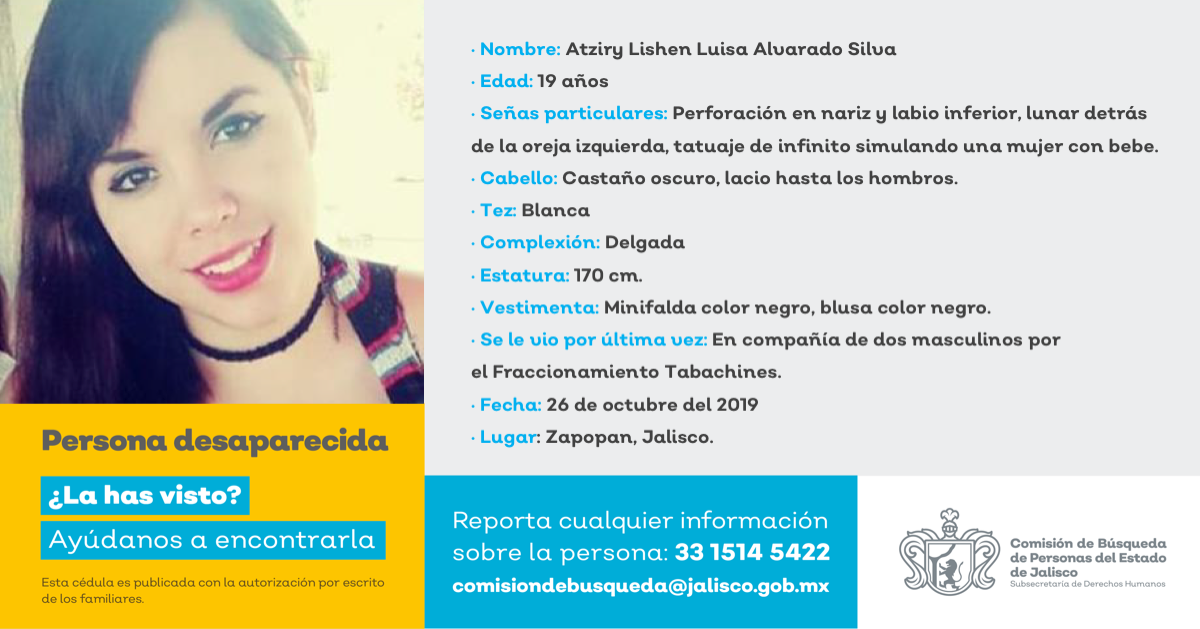 Persona desaparecida
¿La has visto?
Ayúdanos a encontrarla
Esta cédula es publicada con la autorización por escrito
de los familiares.
· Nombre: Atziry Lishen Luisa Alvarado Silva
· Edad: 19 años
· Señas particulares: Perforación en nariz y labio inferior, lunar detrás
de la oreja izquierda, tatuaje de infinito simulando una mujer con bebe.
· Cabello: Castaño oscuro, lacio hasta los hombros.
· Tez: Blanca
· Complexión: Delgada
· Estatura: 170 cm.
· Vestimenta: Minifalda color negro, blusa color negro.
· Se le vio por última vez: En compañía de dos masculinos por
el Fraccionamiento Tabachines.
· Fecha: 26 de octubre del 2019
· Lugar: Zapopan, Jalisco.
Reporta cualquier información
sobre la persona: 33 1514 5422
comisiondebusqueda@jalisco.gob.mx
Comisión de Búsqueda
de Personas del Estado
de Jalisco
Subsecretaría de Derechos Humanos